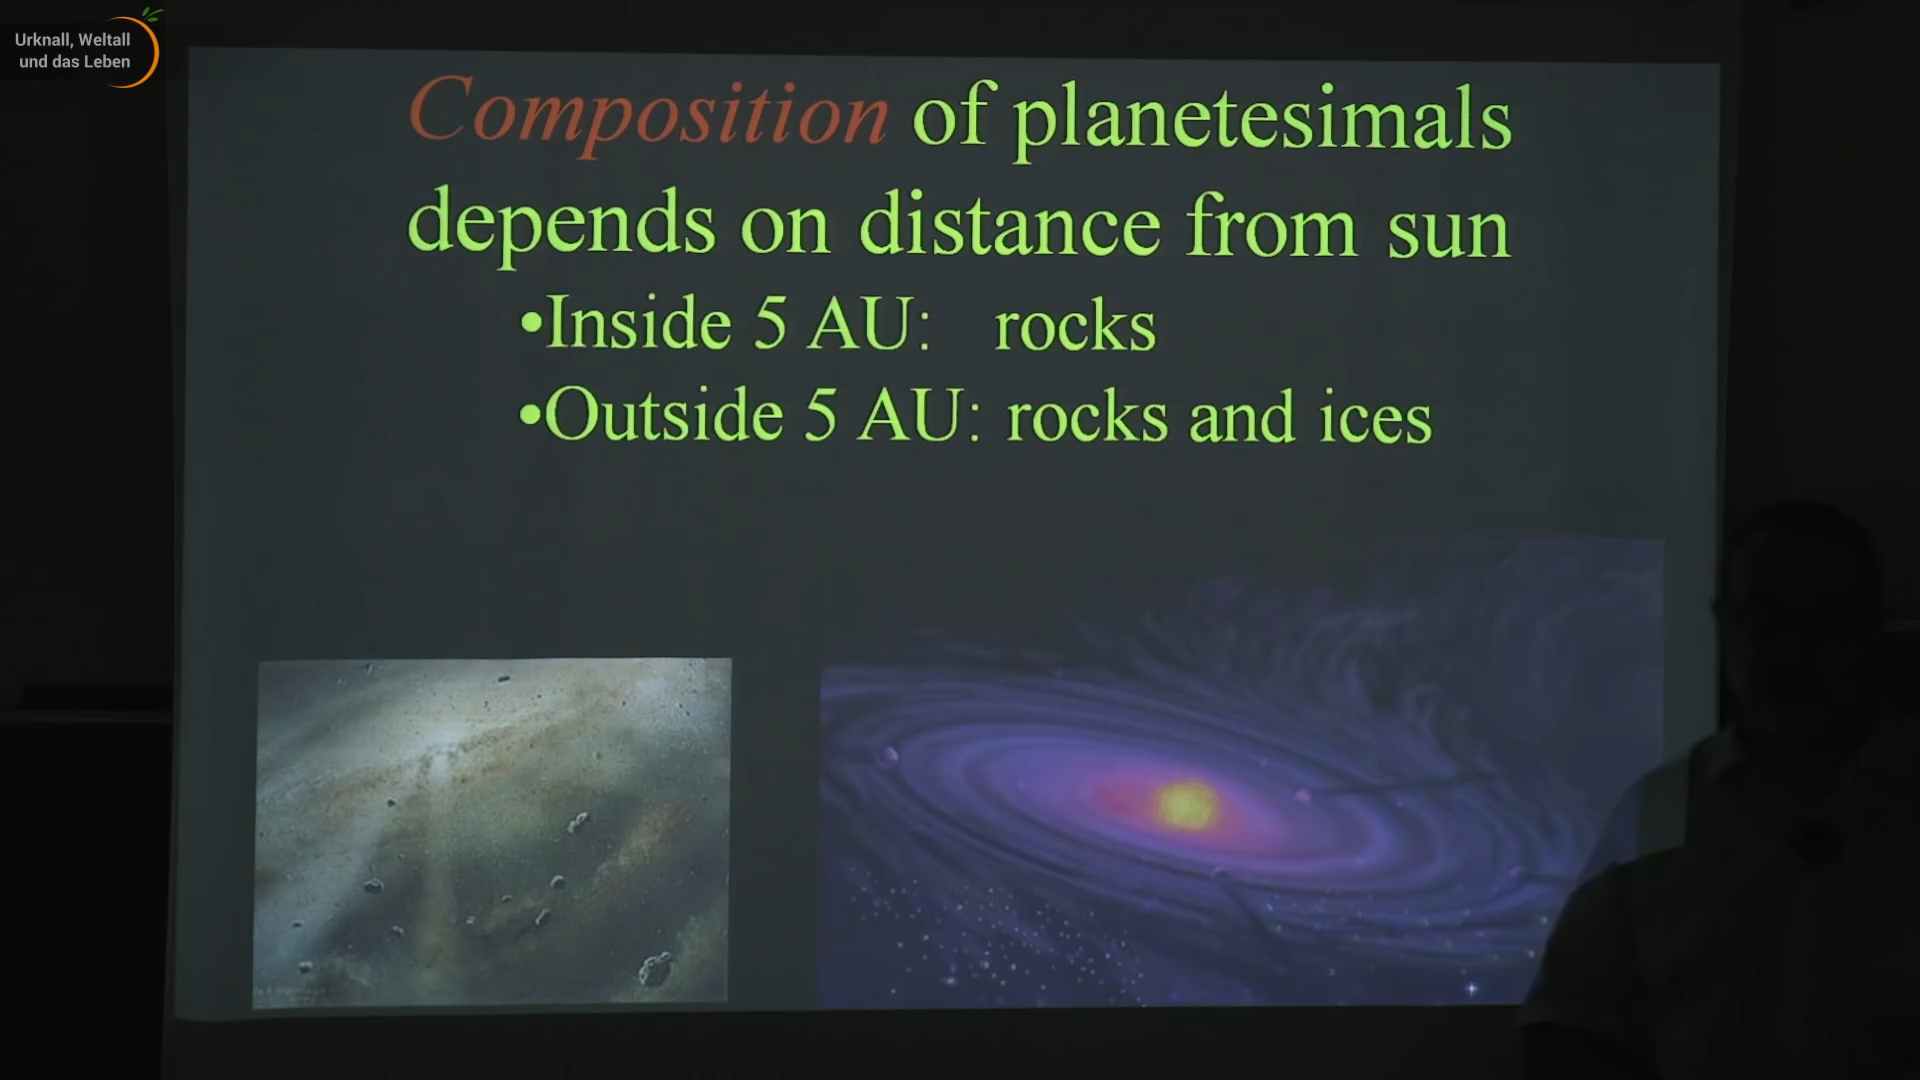 Urknall, Weltall
und das Leben
Composition of planetesimals
depends on distance from sun
•Inside 5 AU: rocks
•Outside 5 AU: rocks and ices